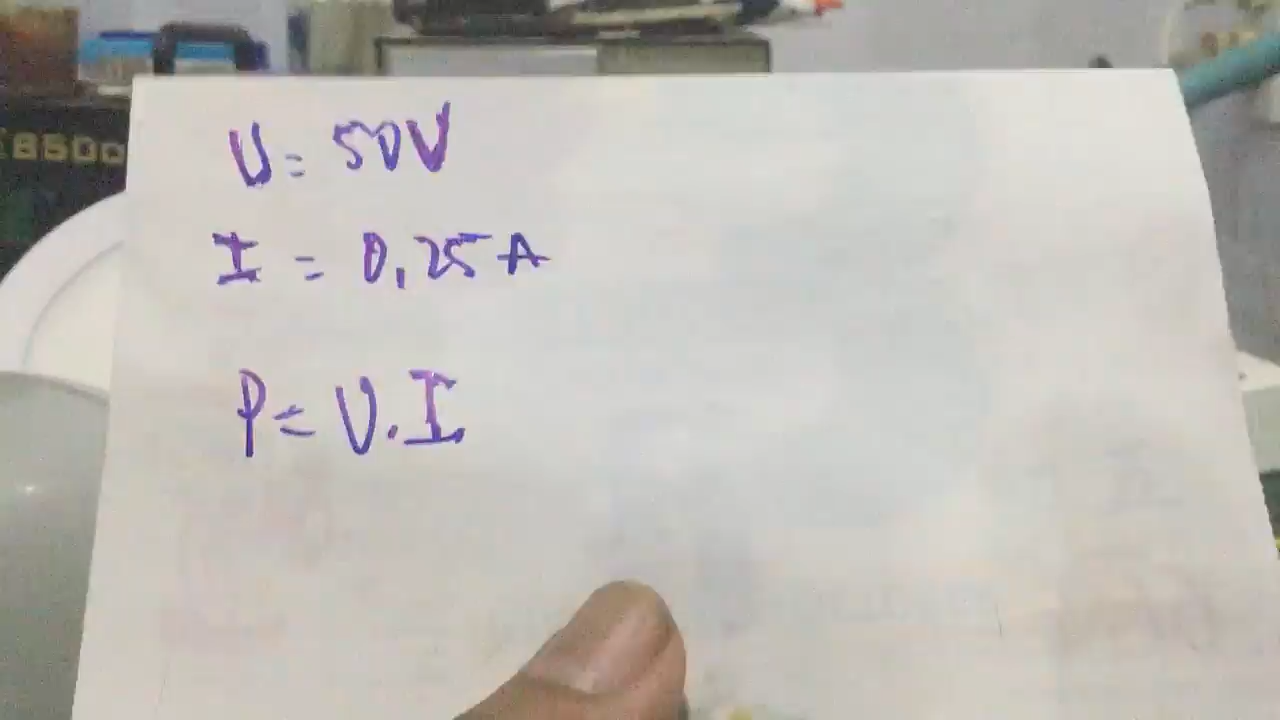 U = 50V
I = 0,25 A
P = U.I